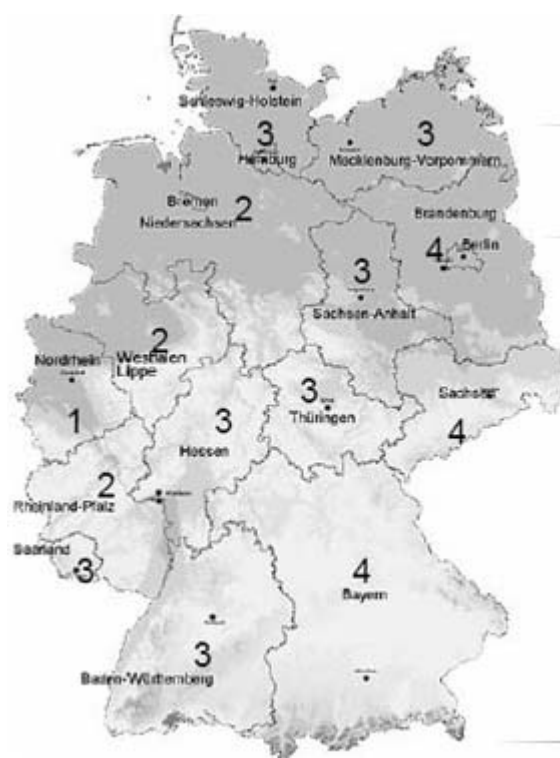 Schleswig-Holstein
3
3
Hamburg
Mecklenburg-Vorpommern
Bremen
2
Niedersachsen
Brandenburg
4
Berlin
3
Sachsen-Anhalt
2
Nordrhein
Westfalen
Lippe
Sachsen
3
Thüringen
1
3
4
Hessen
2
Rheinland-Pfalz
Saarland
3
4
Bayern
3
Baden-Württemberg